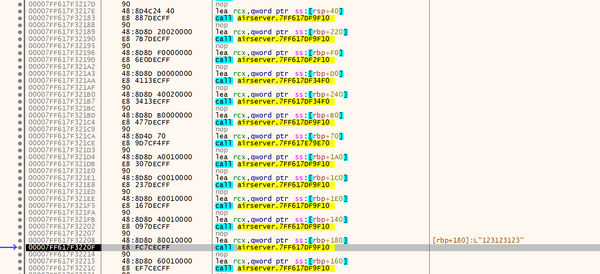 00007FF617F3217D 90 nop
00007FF617F3217E 48:8D4C24 40 lea rcx,qword ptr ss:[rsp+40]
00007FF617F32183 E8 887DECFF call airserver.7FF617DF9F10
00007FF617F32188 90 nop
00007FF617F32189 48:8D8D 20020000 lea rcx,qword ptr ss:[rbp+220]
00007FF617F32190 E8 7B7DECFF call airserver.7FF617DF9F10
00007FF617F32195 90 nop
00007FF617F32196 48:8D8D F0000000 lea rcx,qword ptr ss:[rbp+F0]
00007FF617F3219D E8 6E0DECFF call airserver.7FF617DF2F10
00007FF617F321A2 90 nop
00007FF617F321A3 48:8D8D D0000000 lea rcx,qword ptr ss:[rbp+D0]
00007FF617F321AA E8 4113ECFF call airserver.7FF617DF34F0
00007FF617F321AF 90 nop
00007FF617F321B0 48:8D8D 40020000 lea rcx,qword ptr ss:[rbp+240]
00007FF617F321B7 E8 3413ECFF call airserver.7FF617DF34F0
00007FF617F321BC 90 nop
00007FF617F321BD 48:8D8D B0000000 lea rcx,qword ptr ss:[rbp+B0]
00007FF617F321C4 E8 477DECFF call airserver.7FF617DF9F10
00007FF617F321C9 90 nop
00007FF617F321CA 48:8D4D 70 lea rcx,qword ptr ss:[rbp+70]
00007FF617F321CE E8 9D7CF4FF call airserver.7FF617E79E70
00007FF617F321D3 90 nop
00007FF617F321D4 48:8D8D A0010000 lea rcx,qword ptr ss:[rbp+1A0]
00007FF617F321DB E8 307DECFF call airserver.7FF617DF9F10
00007FF617F321E0 90 nop
00007FF617F321E1 48:8D8D C0010000 lea rcx,qword ptr ss:[rbp+1C0]
00007FF617F321E8 E8 237DECFF call airserver.7FF617DF9F10
00007FF617F321ED 90 nop
00007FF617F321EE 48:8D8D E0010000 lea rcx,qword ptr ss:[rbp+1E0]
00007FF617F321F5 E8 167DECFF call airserver.7FF617DF9F10
00007FF617F321FA 90 nop
00007FF617F321FB 48:8D8D 40010000 lea rcx,qword ptr ss:[rbp+140]
00007FF617F32202 E8 097DECFF call airserver.7FF617DF9F10
00007FF617F32207 90 nop
00007FF617F32208 48:8D8D 80010000 lea rcx,qword ptr ss:[rbp+180] [rbp+180]:L"123123123"
00007FF617F3220F E8 FC7CECFF call airserver.7FF617DF9F10
00007FF617F32214 90 nop
00007FF617F32215 48:8D8D 60010000 lea rcx,qword ptr ss:[rbp+160]
00007FF617F3221C E8 EF7CECFF call airserver.7FF617DF9F10